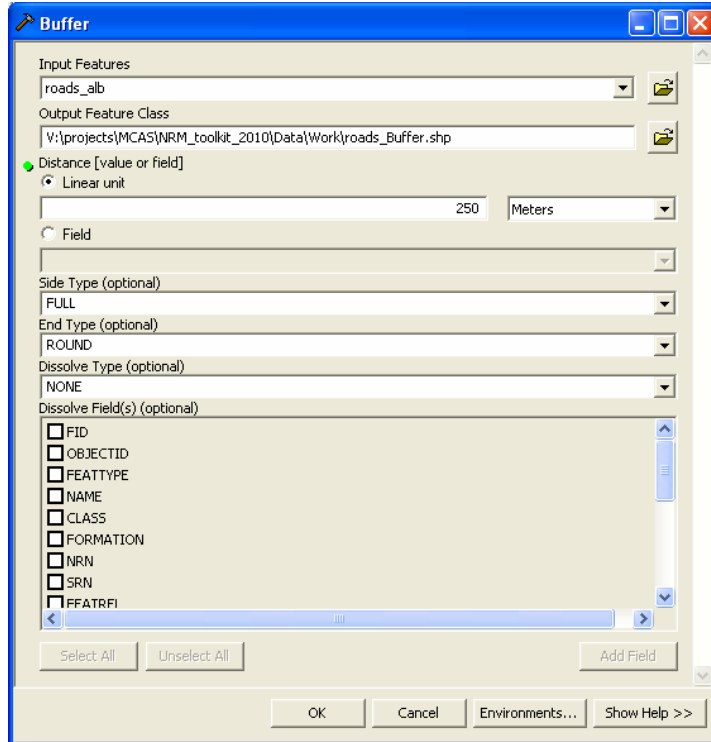 Buffer
Input Features
roads_alb
Output Feature Class
V:\projects\MCAS\NRM_toolkit_2010\Data\Work\roads_Buffer.shp
Distance [value or field]
Linear unit
250 Meters
Field
Side Type (optional)
FULL
End Type (optional)
ROUND
Dissolve Type (optional)
NONE
Dissolve Field(s) (optional)
FID
OBJECTID
FEATTYPE
NAME
CLASS
FORMATION
NRN
SRN
FEATREL
Select All Unselect All Add Field
OK Cancel Environments... Show Help >>